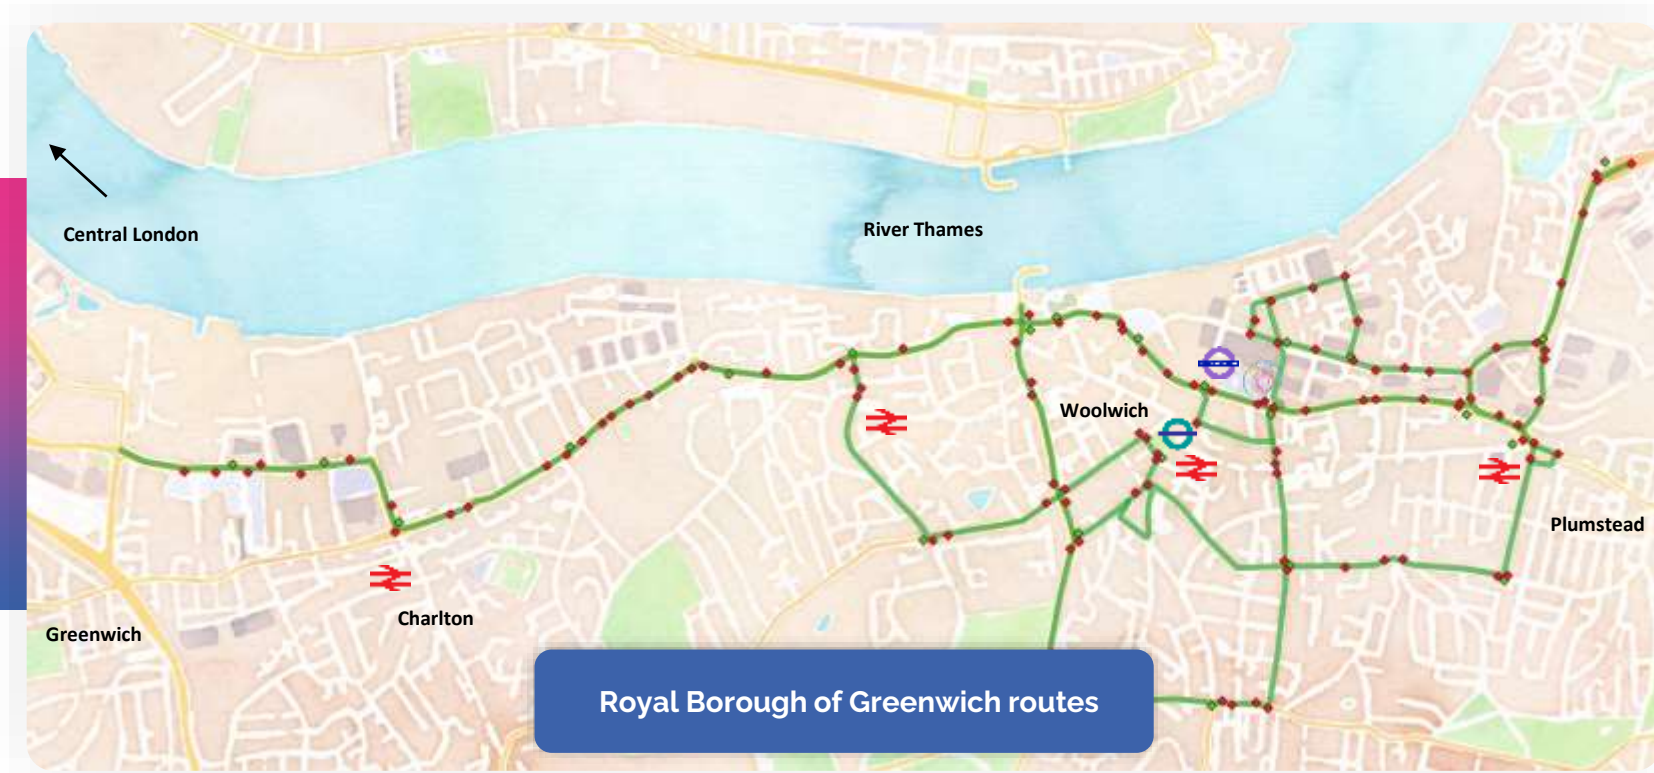 Central London
River Thames
Woolwich
Plumstead
Charlton
Greenwich
Royal Borough of Greenwich routes